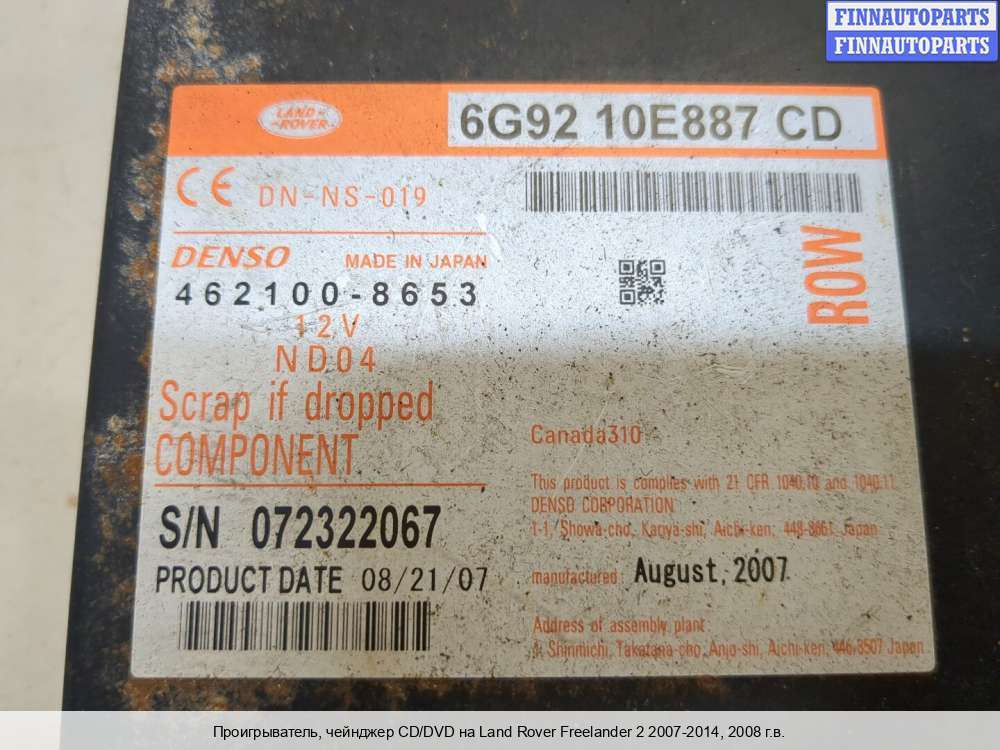 FINNAUTOPARTS
FINNAUTOPARTS
LAND ROVER
6G92 10E887 CD
CE DN-NS-019
DENSO MADE IN JAPAN
462100-8653
12V
ND04
ROW
Scrap if dropped
COMPONENT
Canada310
This product is complies with 21 CFR 1040.10 and 1040.11.
DENSO CORPORATION
1-1, Showa-cho, Kariya-shi, Aichi-ken, 448-8661 Japan
manufactured: August, 2007
S/N 072322067
PRODUCT DATE 08/21/07
Address of assembly plant
Takatana-cho, Anjo-shi, Aichi-ken, 446-8507 Japan
Проигрыватель, чейнджер CD/DVD на Land Rover Freelander 2 2007-2014, 2008 г.в.